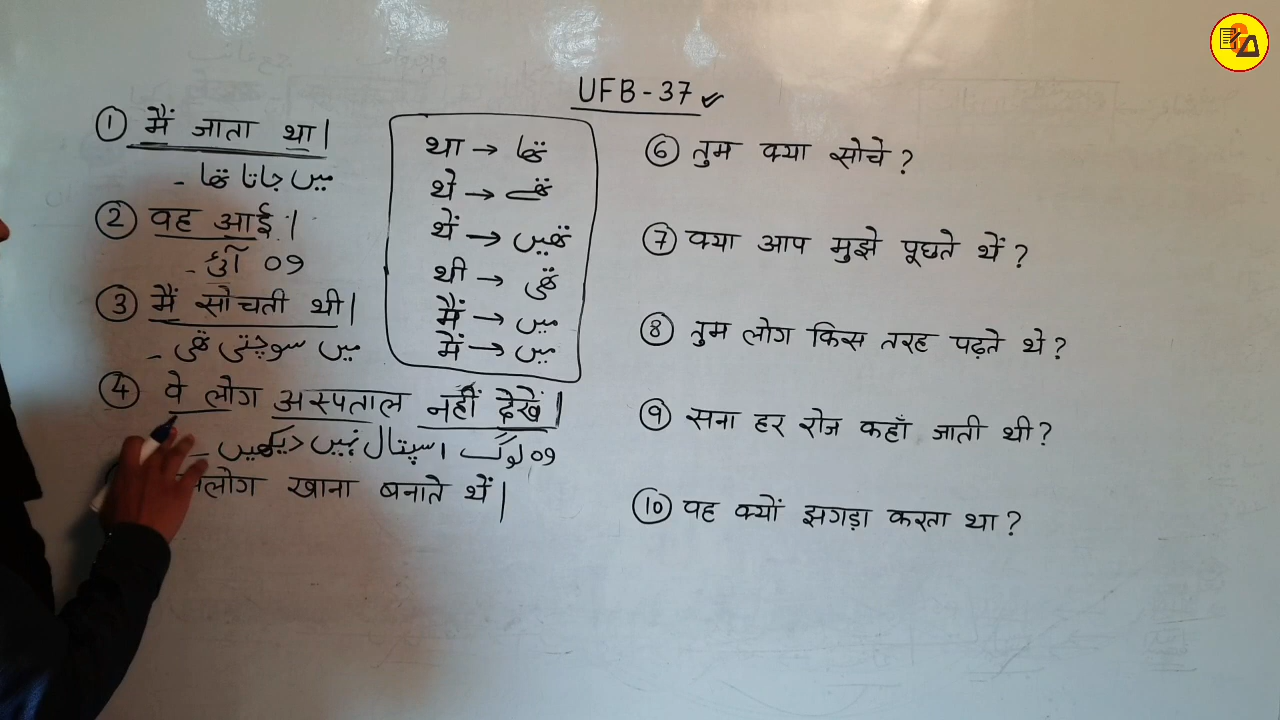 UFB-37
① मैं जाता था।
میں جاتا تھا ۔
② वह आई।
وہ آئی ۔
③ मैं सोचती थी।
میں سوچتی تھی ۔
④ वे लोग अस्पताल नहीं देखें।
وہ لوگ اسپتال نہیں دیکھیں ۔
लोग खाना बनाते थें।
था → تھا
थे → تھے
थें → تھیں
थी → تھی
मैं → میں
में → میں
⑥ तुम क्या सोचे?
⑦ क्या आप मुझे पूछते थें?
⑧ तुम लोग किस तरह पढ़ते थे?
⑨ सना हर रोज कहाँ जाती थी?
⑩ वह क्यों झगड़ा करता था?